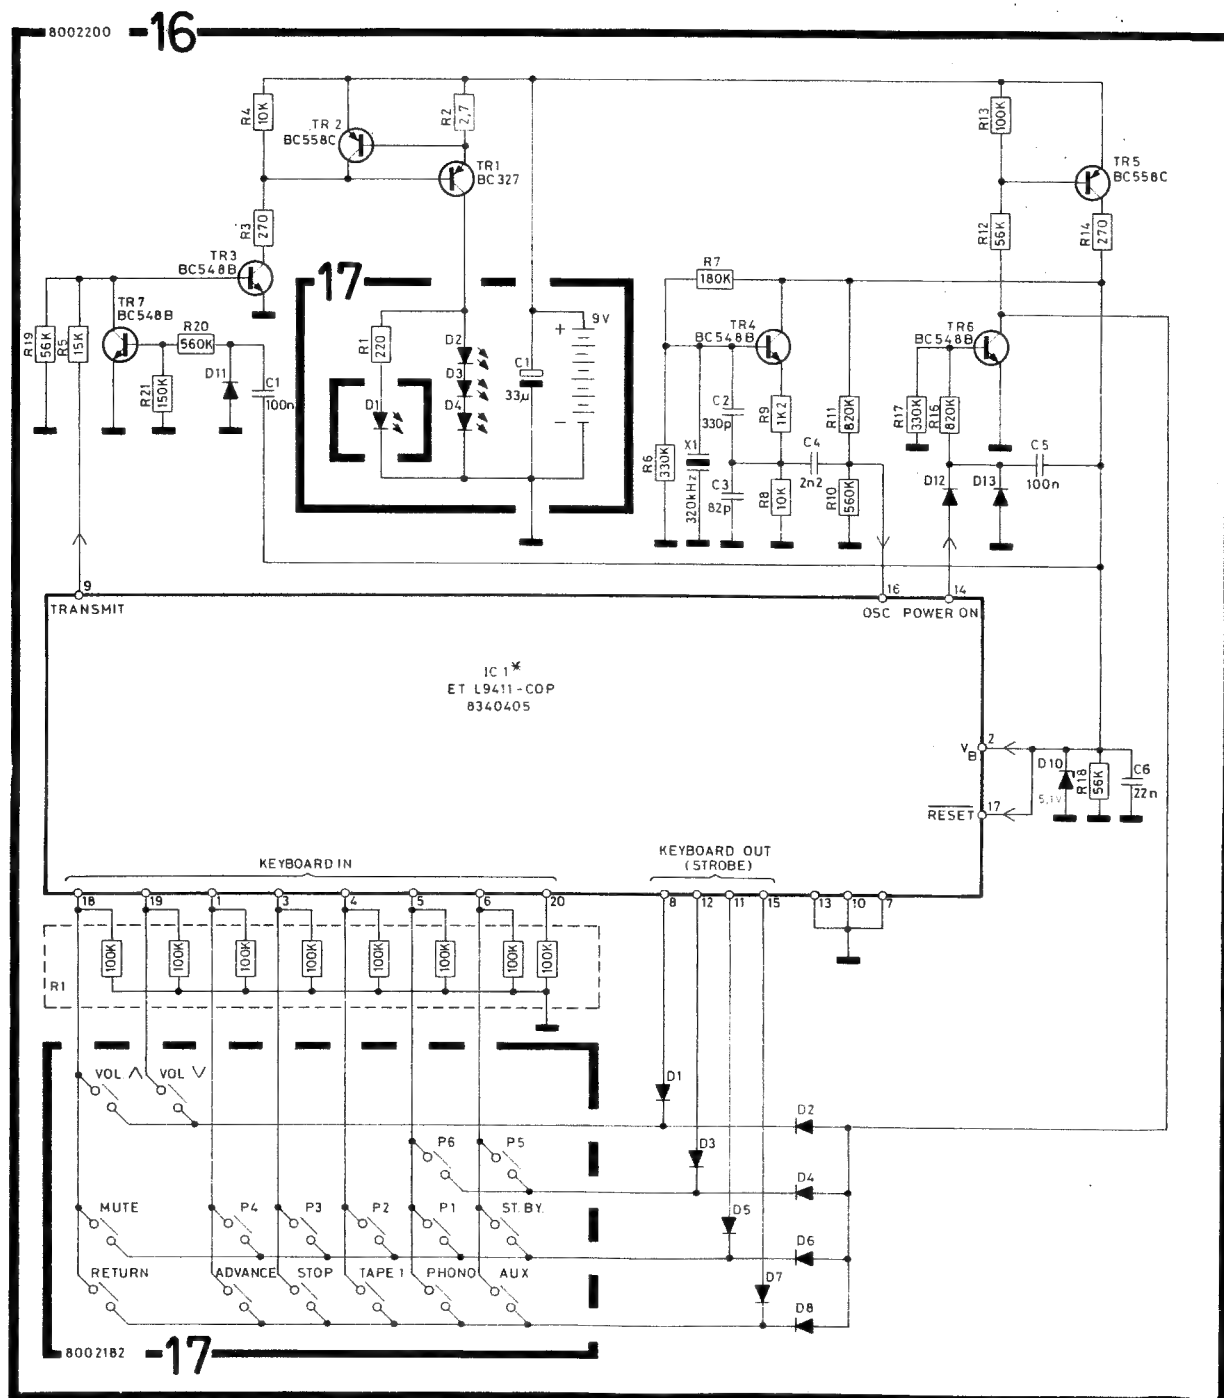 8002200 -16
R4
10K
TR2
BC558C
R2
2,7
TR1
BC327
R13
100K
TR5
BC558C
R3
270
TR3
BC548B
R12
56K
R14
270
17
R7
180K
TR7
BC548B
R19
56K
R5
15K
R20
560K
R21
150K
D11
C1
100n
R1
220
D1
D2
D3
D4
C1
33µ
9V
+
−
TR4
BC548B
TR6
BC548B
R6
330K
X1
320kHz
C2
330p
C3
82p
R9
1K2
R8
10K
C4
2n2
R11
820K
R10
560K
R17
330K
R16
820K
D12
D13
C5
100n
9
TRANSMIT
16
OSC
14
POWER ON
IC1*
ET L9411-COP
8340405
2
VB
17
RESET
D10
5,1V
R18
56K
C6
22n
KEYBOARD IN
KEYBOARD OUT
(STROBE)
18 19 1 3 4 5 6 20 8 12 11 15 13 10 7
100K 100K 100K 100K 100K 100K 100K 100K
R1
VOL. ∧ VOL ∨
D1
D2
P6 P5
D3
D4
MUTE P4 P3 P2 P1 ST.BY.
D5
D6
RETURN ADVANCE STOP TAPE 1 PHONO AUX
D7
D8
8002182 -17